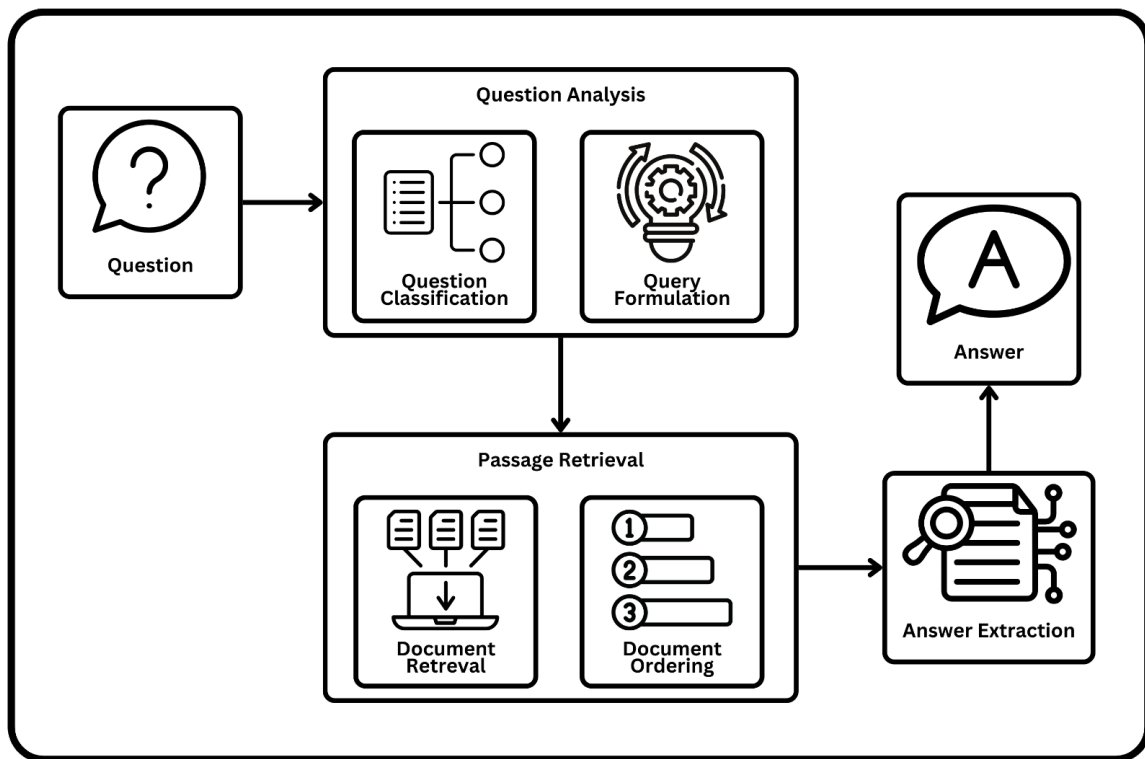 Question Analysis
?
Question
Question
Classification
Query
Formulation
A
Answer
Passage Retrieval
1
2
3
Document
Retreval
Document
Ordering
Answer Extraction